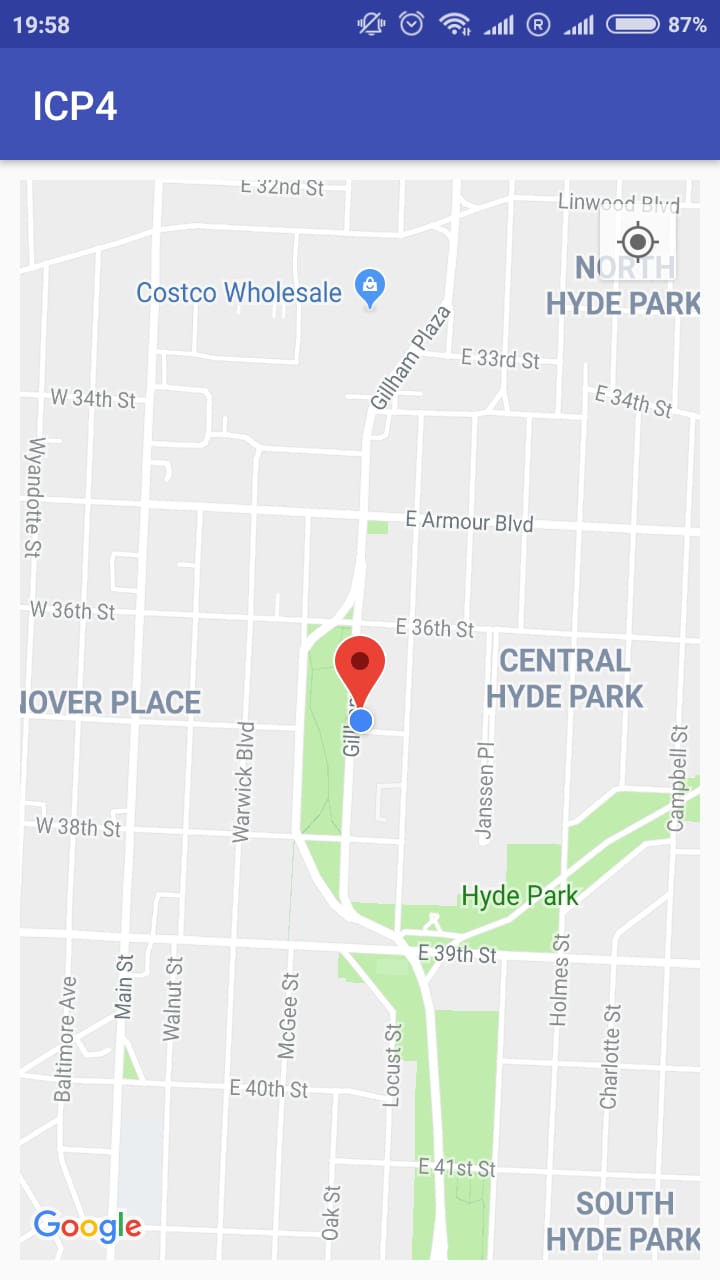 19:58
R
87%
ICP4
E 32nd St
Linwood Blvd
NORTH
HYDE PARK
Costco Wholesale
Gillham Plaza
E 33rd St
W 34th St
E 34th St
Wyandotte St
E Armour Blvd
W 36th St
E 36th St
CENTRAL
HYDE PARK
NOVER PLACE
Warwick Blvd
Janssen Pl
Campbell St
W 38th St
Hyde Park
E 39th St
Main St
Walnut St
Holmes St
Baltimore Ave
McGee St
Locust St
Charlotte St
E 40th St
E 41st St
Oak St
SOUTH
HYDE PARK
Google